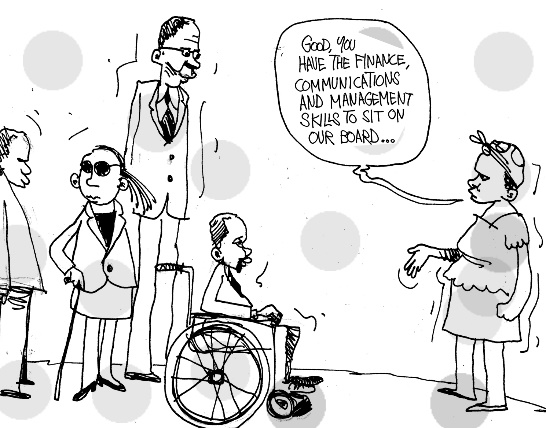 GOOD, YOU
HAVE THE FINANCE,
COMMUNICATIONS
AND MANAGEMENT
SKILLS TO SIT ON
OUR BOARD...